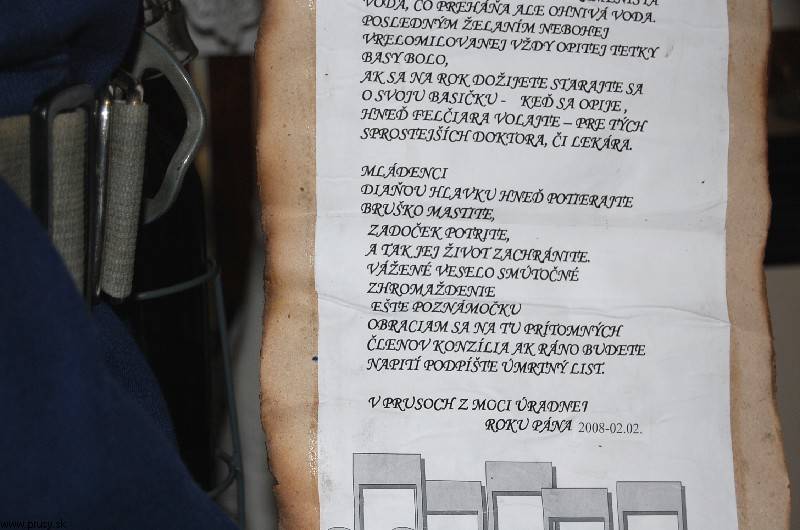 VODA, ČO PREHÁŇA ALE OHNIVÁ VODA.
POSLEDNÝM ŽELANÍM NEBOHEJ
VRELOMILOVANEJ VŽDY OPITEJ TETKY
BASY BOLO,
AK SA NA ROK DOŽIJETE STARAJTE SA
O SVOJU BASIČKU - KEĎ SA OPIJE,
HNEĎ FELČIARA VOLAJTE – PRE TÝCH
SPROSTEJŠÍCH DOKTORA, ČI LEKÁRA.
MLÁDENCI
DIAŇOU HLAVKU HNEĎ POTIERAJTE
BRUŠKO MASTITE,
ZADOČEK POTRITE,
A TAK JEJ ŽIVOT ZACHRÁNITE.
VÁŽENÉ VESELO SMÚTOČNÉ
ZHROMAŽDENIE
EŠTE POZNÁMOČKU
OBRACIAM SA NA TU PRÍTOMNÝCH
ČLENOV KONZÍLIA AK RÁNO BUDETE
NAPITÍ PODPÍŠTE ÚMRTNÝ LIST.
V PRUSOCH Z MOCI ÚRADNEJ
ROKU PÁNA 2008-02.02.
www.prusy.sk